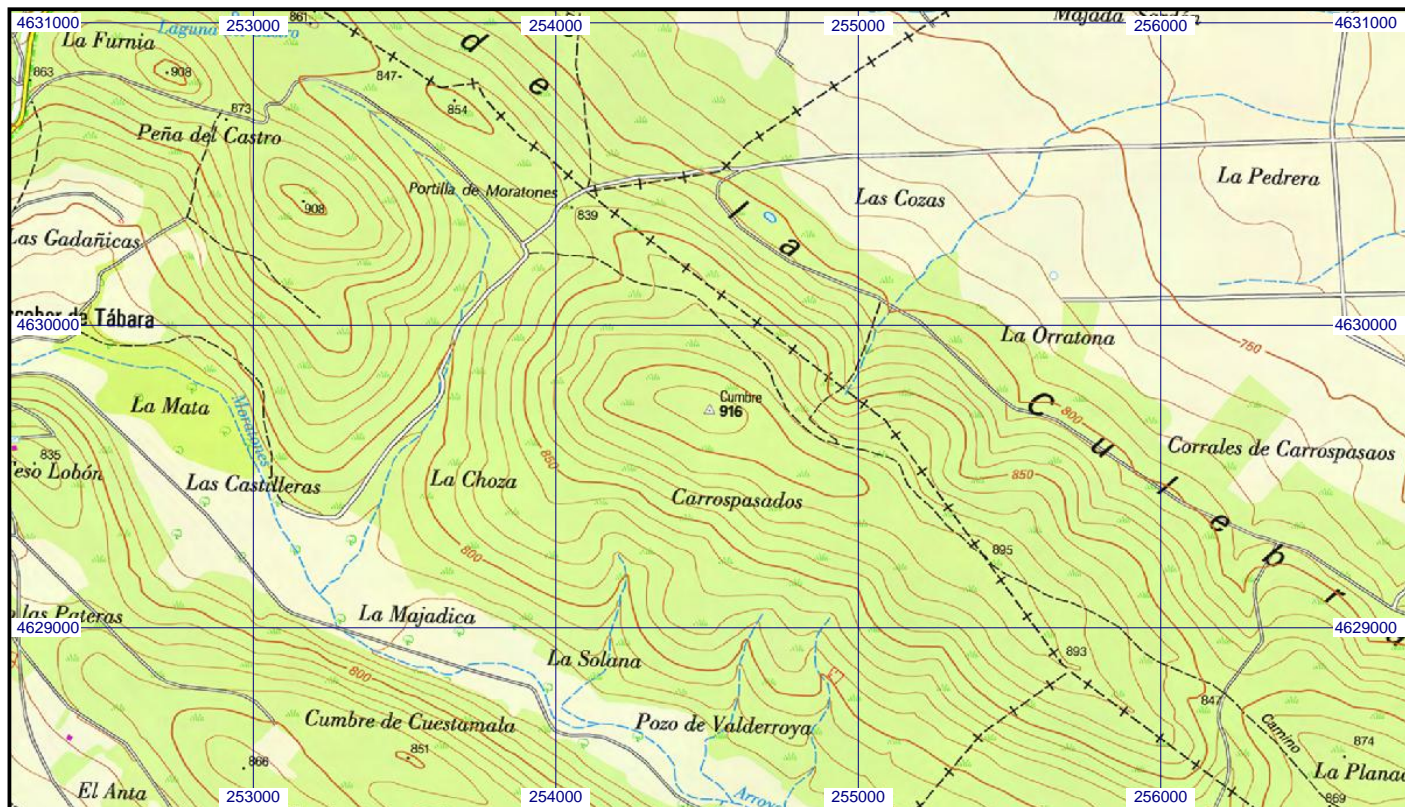 4631000
253000
861
254000
255000
256000
Majada
4631000
La Furnia
Laguna
d
e
863
908
847
854
873
Peña del Castro
Portilla de Moratones
908
839
Las Cozas
La Pedrera
l
a
Las Gadañicas
4630000
de Tábara
La Orratona
750
4630000
La Mata
Moratones
Cumbre
916
C
800
u
835
Teso Lobón
Las Castilleras
La Choza
850
Carrospasados
850
Corrales de Carrospasaos
l
e
b
r
800
895
las Pateras
La Majadica
4629000
4629000
La Solana
893
800
Cumbre de Cuestamala
Pozo de Valderroya
847
Camino
874
866
851
La Planad
El Anta
Arroyo
869
253000
254000
255000
256000